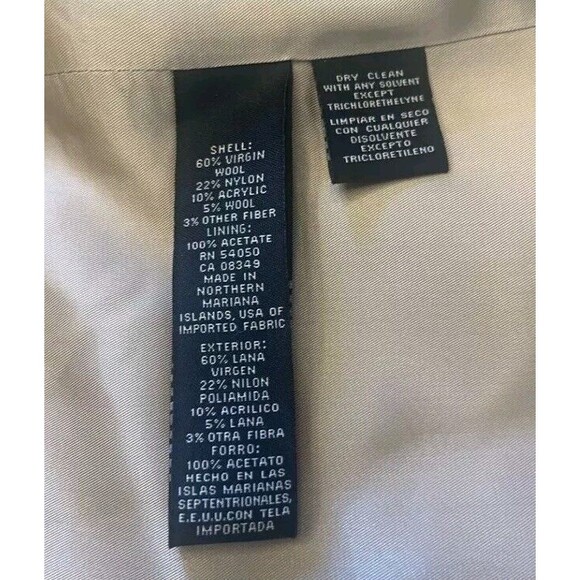 SHELL:
60% VIRGIN
WOOL
22% NYLON
10% ACRYLIC
5% WOOL
3% OTHER FIBER
LINING:
100% ACETATE
RN 54050
CA 08349
MADE IN
NORTHERN
MARIANA
ISLANDS, USA OF
IMPORTED FABRIC
EXTERIOR:
60% LANA
VIRGEN
22% NILON
POLIAMIDA
10% ACRILICO
5% LANA
3% OTRA FIBRA
FORRO:
100% ACETATO
HECHO EN LAS
ISLAS MARIANAS
SEPTENTRIONALES,
E.E.U.U.CON TELA
IMPORTADA
DRY CLEAN
WITH ANY SOLVENT
EXCEPT
TRICHLORETHELYNE
LIMPIAR EN SECO
CON CUALQUIER
DISOLVENTE
EXCEPTO
TRICLORETILENO